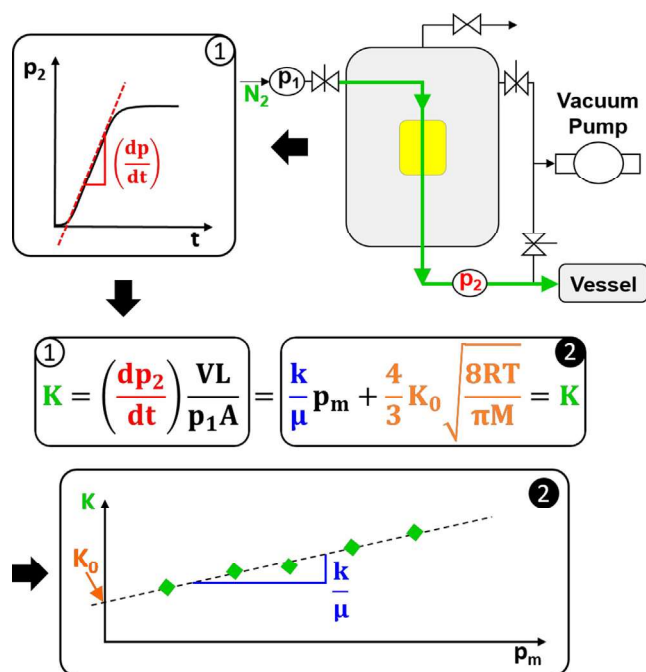 p₂
1
(dp/dt)
t
N₂
p₁
Vacuum
Pump
p₂
Vessel
1
K = (dp₂/dt) VL/p₁A = k/μ pₘ + 4/3 K₀ √(8RT/πM) = K
2
K
2
K₀
k/μ
pₘ